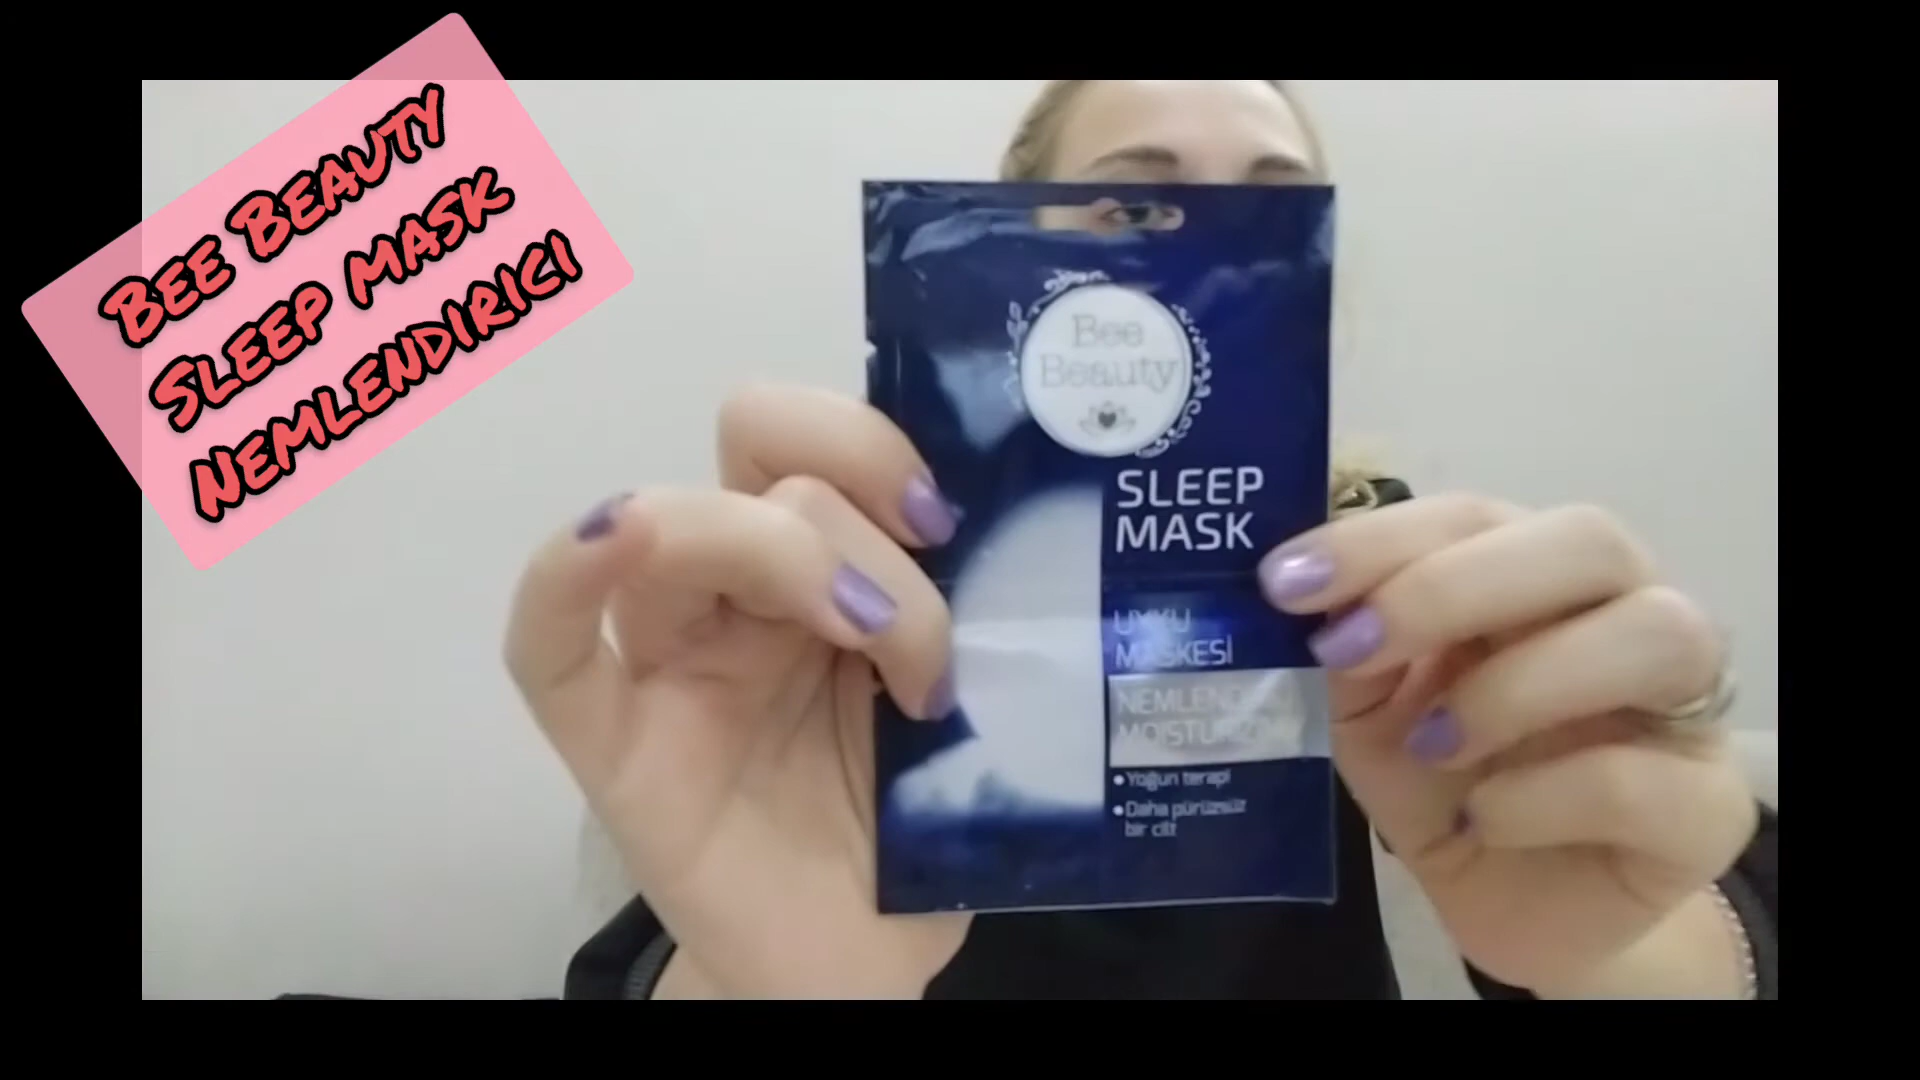 Bee Beauty
Sleep Mask
Nemlendirici
Bee
Beauty
SLEEP
MASK
UYKU
MASKESİ
• Yoğun terapi
• Daha pürüzsüz
bir cilt